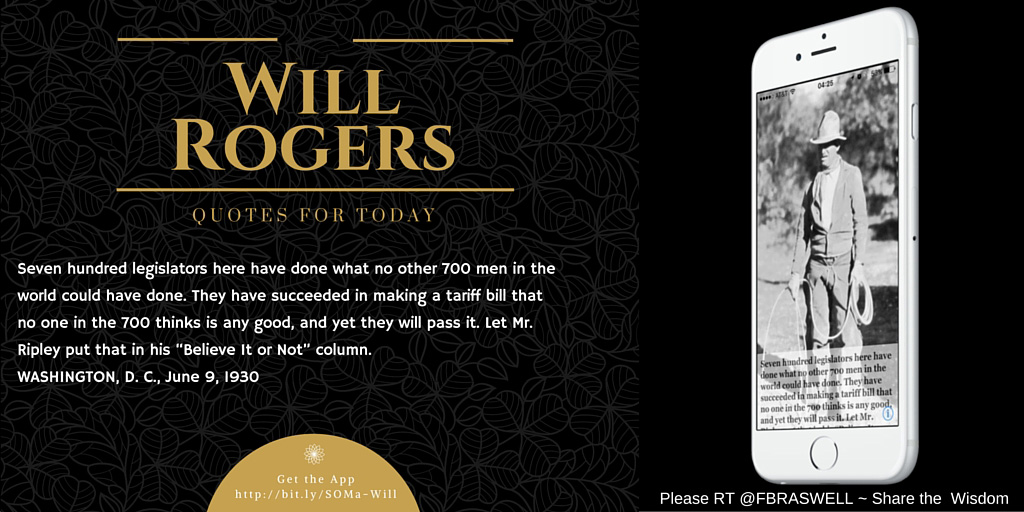 WILL
ROGERS
QUOTES FOR TODAY
Seven hundred legislators here have done what no other 700 men in the
world could have done. They have succeeded in making a tariff bill that
no one in the 700 thinks is any good, and yet they will pass it. Let Mr.
Ripley put that in his "Believe It or Not" column.
WASHINGTON, D. C., June 9, 1930
Get the App
http://bit.ly/SOMa-Will
AT&T
04:25
Seven hundred legislators here have
done what no other 700 men in the
world could have done. They have
succeeded in making a tariff bill that
no one in the 700 thinks is any good,
and yet they will pass it. Let Mr.
Please RT @FBRASWELL ~ Share the Wisdom